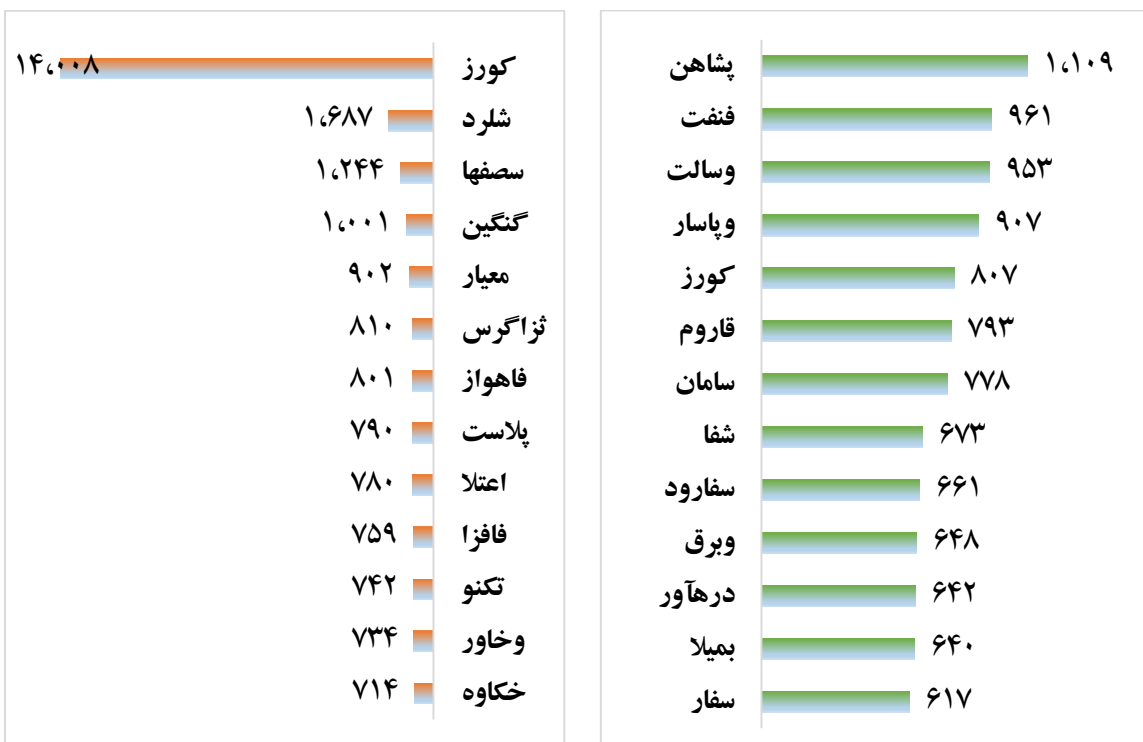 پشاهن ۱،۱۰۹
فنفت ۹۶۱
وسالت ۹۵۳
وپاسار ۹۰۷
کورز ۸۰۷
قاروم ۷۹۳
سامان ۷۷۸
شفا ۶۷۳
سفارود ۶۶۱
وبرق ۶۴۸
درهآور ۶۴۲
بمیلا ۶۴۰
سفار ۶۱۷
کورز ۱۴،۰۰۸
شلرد ۱،۶۸۷
سصفها ۱،۲۴۴
گنگین ۱،۰۰۱
معیار ۹۰۲
ثزاگرس ۸۱۰
فاهواز ۸۰۱
پلاست ۷۹۰
اعتلا ۷۸۰
فافزا ۷۵۹
تکنو ۷۴۲
وخاور ۷۳۴
خکاوه ۷۱۴